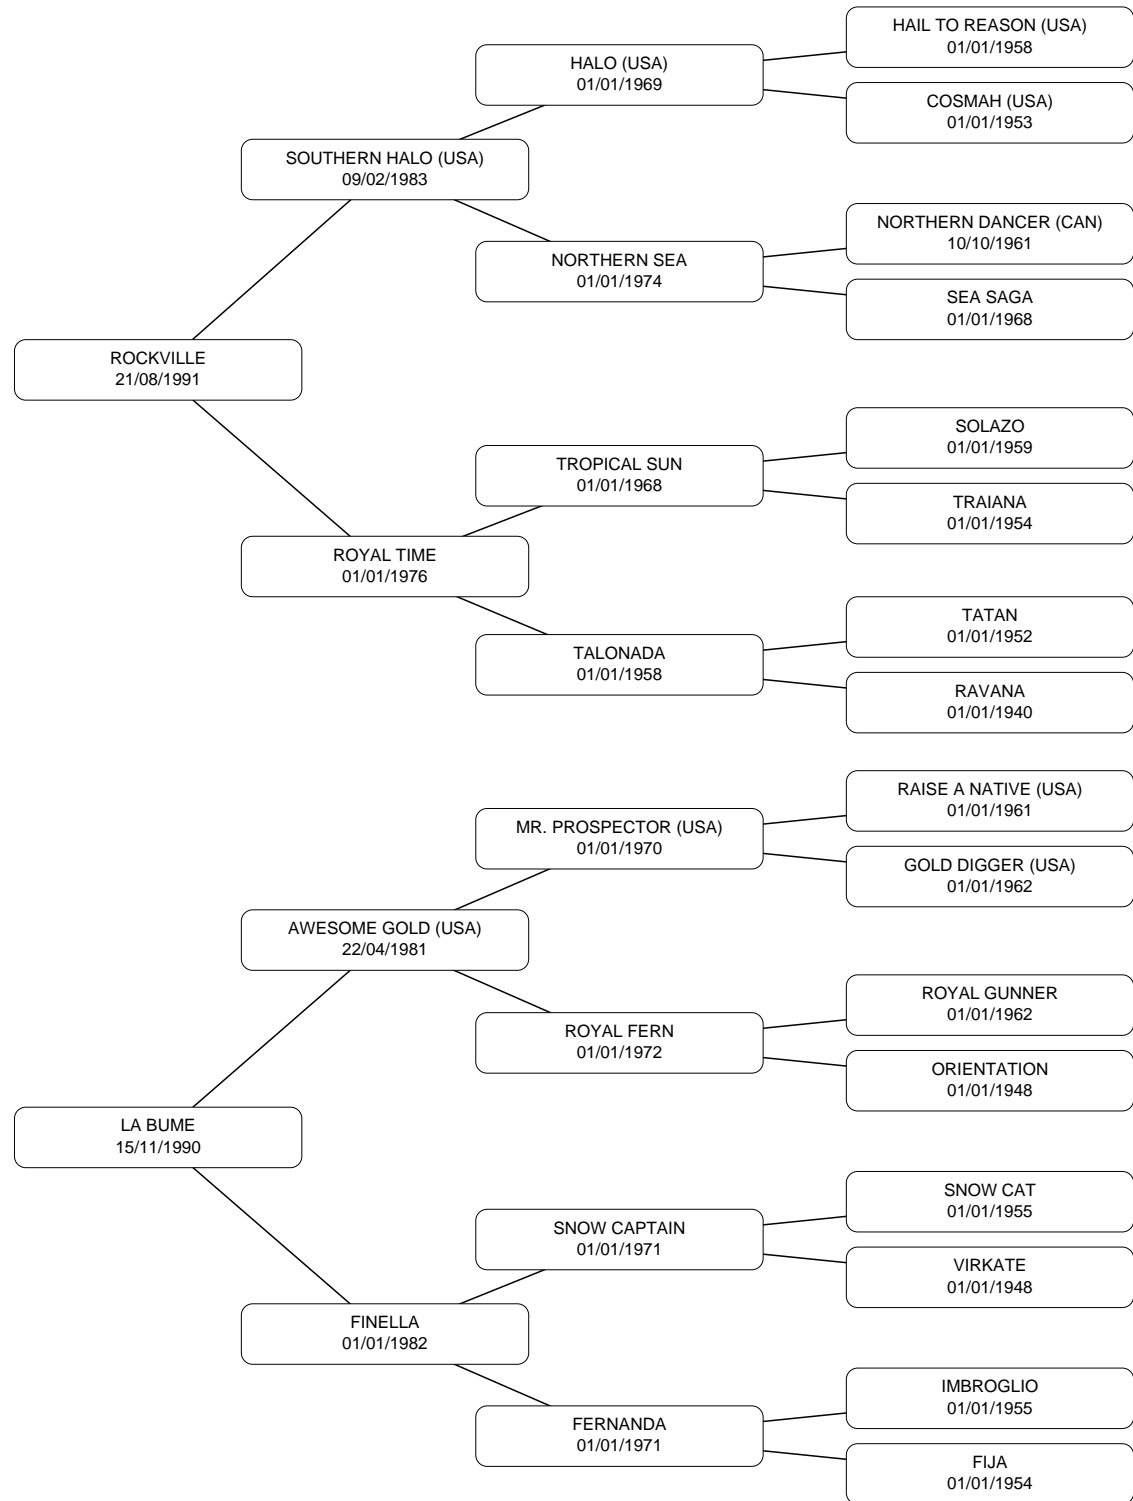 HAIL TO REASON (USA)
01/01/1958
HALO (USA)
01/01/1969
COSMAH (USA)
01/01/1953
SOUTHERN HALO (USA)
09/02/1983
NORTHERN DANCER (CAN)
10/10/1961
NORTHERN SEA
01/01/1974
SEA SAGA
01/01/1968
ROCKVILLE
21/08/1991
SOLAZO
01/01/1959
TROPICAL SUN
01/01/1968
TRAIANA
01/01/1954
ROYAL TIME
01/01/1976
TATAN
01/01/1952
TALONADA
01/01/1958
RAVANA
01/01/1940
RAISE A NATIVE (USA)
01/01/1961
MR. PROSPECTOR (USA)
01/01/1970
GOLD DIGGER (USA)
01/01/1962
AWESOME GOLD (USA)
22/04/1981
ROYAL GUNNER
01/01/1962
ROYAL FERN
01/01/1972
ORIENTATION
01/01/1948
LA BUME
15/11/1990
SNOW CAT
01/01/1955
SNOW CAPTAIN
01/01/1971
VIRKATE
01/01/1948
FINELLA
01/01/1982
IMBROGLIO
01/01/1955
FERNANDA
01/01/1971
FIJA
01/01/1954